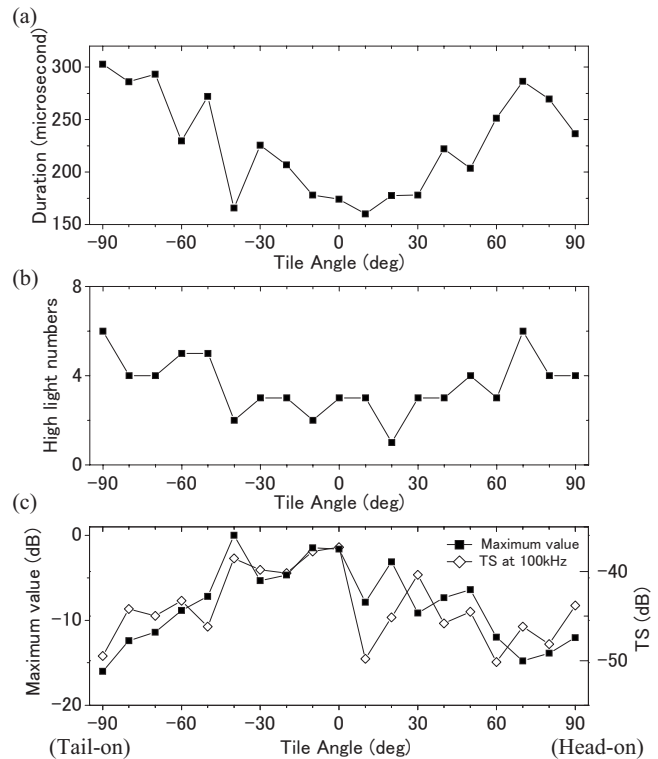 (a)
300
250
200
150
Duration (microsecond)
−90 −60 −30 0 30 60 90
Tile Angle (deg)
(b)
8
4
0
High light numbers
−90 −60 −30 0 30 60 90
Tile Angle (deg)
(c)
0
−10
−20
Maximum value (dB)
Maximum value
TS at 100kHz
−40
−50
TS (dB)
−90 −60 −30 0 30 60 90
(Tail-on) Tile Angle (deg) (Head-on)